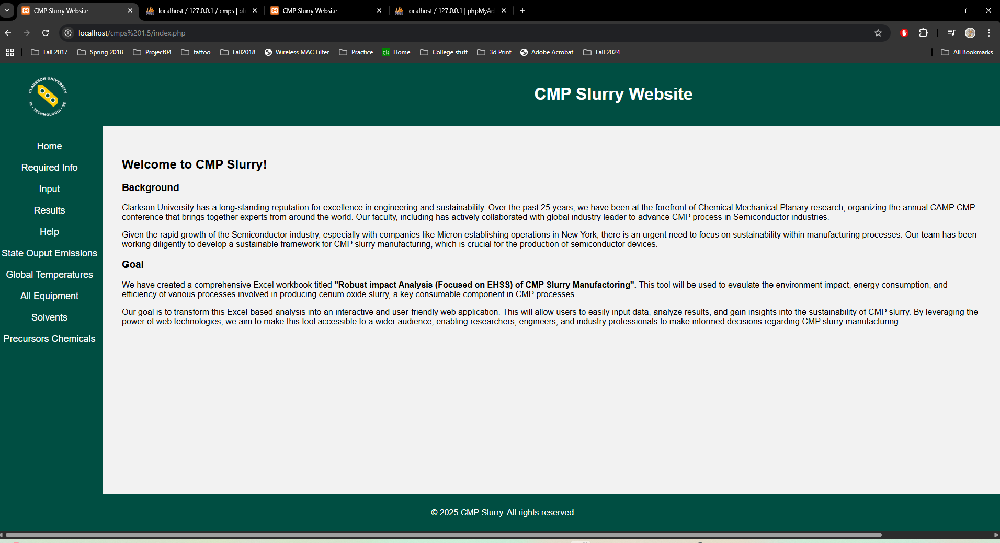 CMP Slurry Website
localhost / 127.0.0.1 / cmps | ph
CMP Slurry Website
localhost / 127.0.0.1 | phpMyAd
localhost/cmps%201.5/index.php
Fall 2017
Spring 2018
Project04
tattoo
Fall2018
Wireless MAC Filter
Practice
ck Home
College stuff
3d Print
Adobe Acrobat
Fall 2024
All Bookmarks
CLARKSON UNIVERSITY
18 • TECHNOLOGIA • 96
CMP Slurry Website
Home
Required Info
Input
Results
Help
State Ouput Emissions
Global Temperatures
All Equipment
Solvents
Precursors Chemicals
Welcome to CMP Slurry!
Background
Clarkson University has a long-standing reputation for excellence in engineering and sustainability. Over the past 25 years, we have been at the forefront of Chemical Mechanical Planary research, organizing the annual CAMP CMP
conference that brings together experts from around the world. Our faculty, including has actively collaborated with global industry leader to advance CMP process in Semiconductor industries.
Given the rapid growth of the Semiconductor industry, especially with companies like Micron establishing operations in New York, there is an urgent need to focus on sustainability within manufacturing processes. Our team has been
working diligently to develop a sustainable framework for CMP slurry manufacturing, which is crucial for the production of semiconductor devices.
Goal
We have created a comprehensive Excel workbook titled "Robust impact Analysis (Focused on EHSS) of CMP Slurry Manufactoring". This tool will be used to evaulate the environment impact, energy consumption, and
efficiency of various processes involved in producing cerium oxide slurry, a key consumable component in CMP processes.
Our goal is to transform this Excel-based analysis into an interactive and user-friendly web application. This will allow users to easily input data, analyze results, and gain insights into the sustainability of CMP slurry. By leveraging the
power of web technologies, we aim to make this tool accessible to a wider audience, enabling researchers, engineers, and industry professionals to make informed decisions regarding CMP slurry manufacturing.
© 2025 CMP Slurry. All rights reserved.